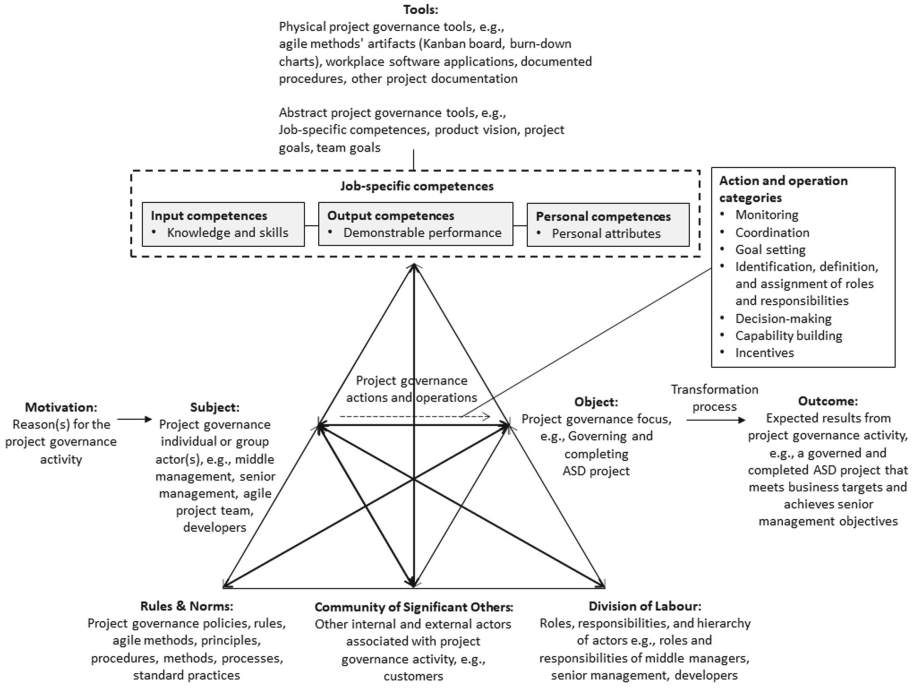 Tools:
Physical project governance tools, e.g.,
agile methods' artifacts (Kanban board, burn-down
charts), workplace software applications, documented
procedures, other project documentation
Abstract project governance tools, e.g.,
Job-specific competences, product vision, project
goals, team goals
Job-specific competences
Input competences
• Knowledge and skills
Output competences
• Demonstrable performance
Personal competences
• Personal attributes
Action and operation
categories
• Monitoring
• Coordination
• Goal setting
• Identification, definition,
and assignment of roles
and responsibilities
• Decision-making
• Capability building
• Incentives
Project governance
actions and operations
Motivation:
Reason(s) for the
project governance
activity
Subject:
Project governance
individual or group
actor(s), e.g., middle
management, senior
management, agile
project team,
developers
Object:
Project governance focus,
e.g., Governing and
completing
ASD project
Transformation
process
Outcome:
Expected results from
project governance activity,
e.g., a governed and
completed ASD project that
meets business targets and
achieves senior
management objectives
Rules & Norms:
Project governance policies, rules,
agile methods, principles,
procedures, methods, processes,
standard practices
Community of Significant Others:
Other internal and external actors
associated with project
governance activity, e.g.,
customers
Division of Labour:
Roles, responsibilities, and hierarchy
of actors e.g., roles and
responsibilities of middle managers,
senior management, developers